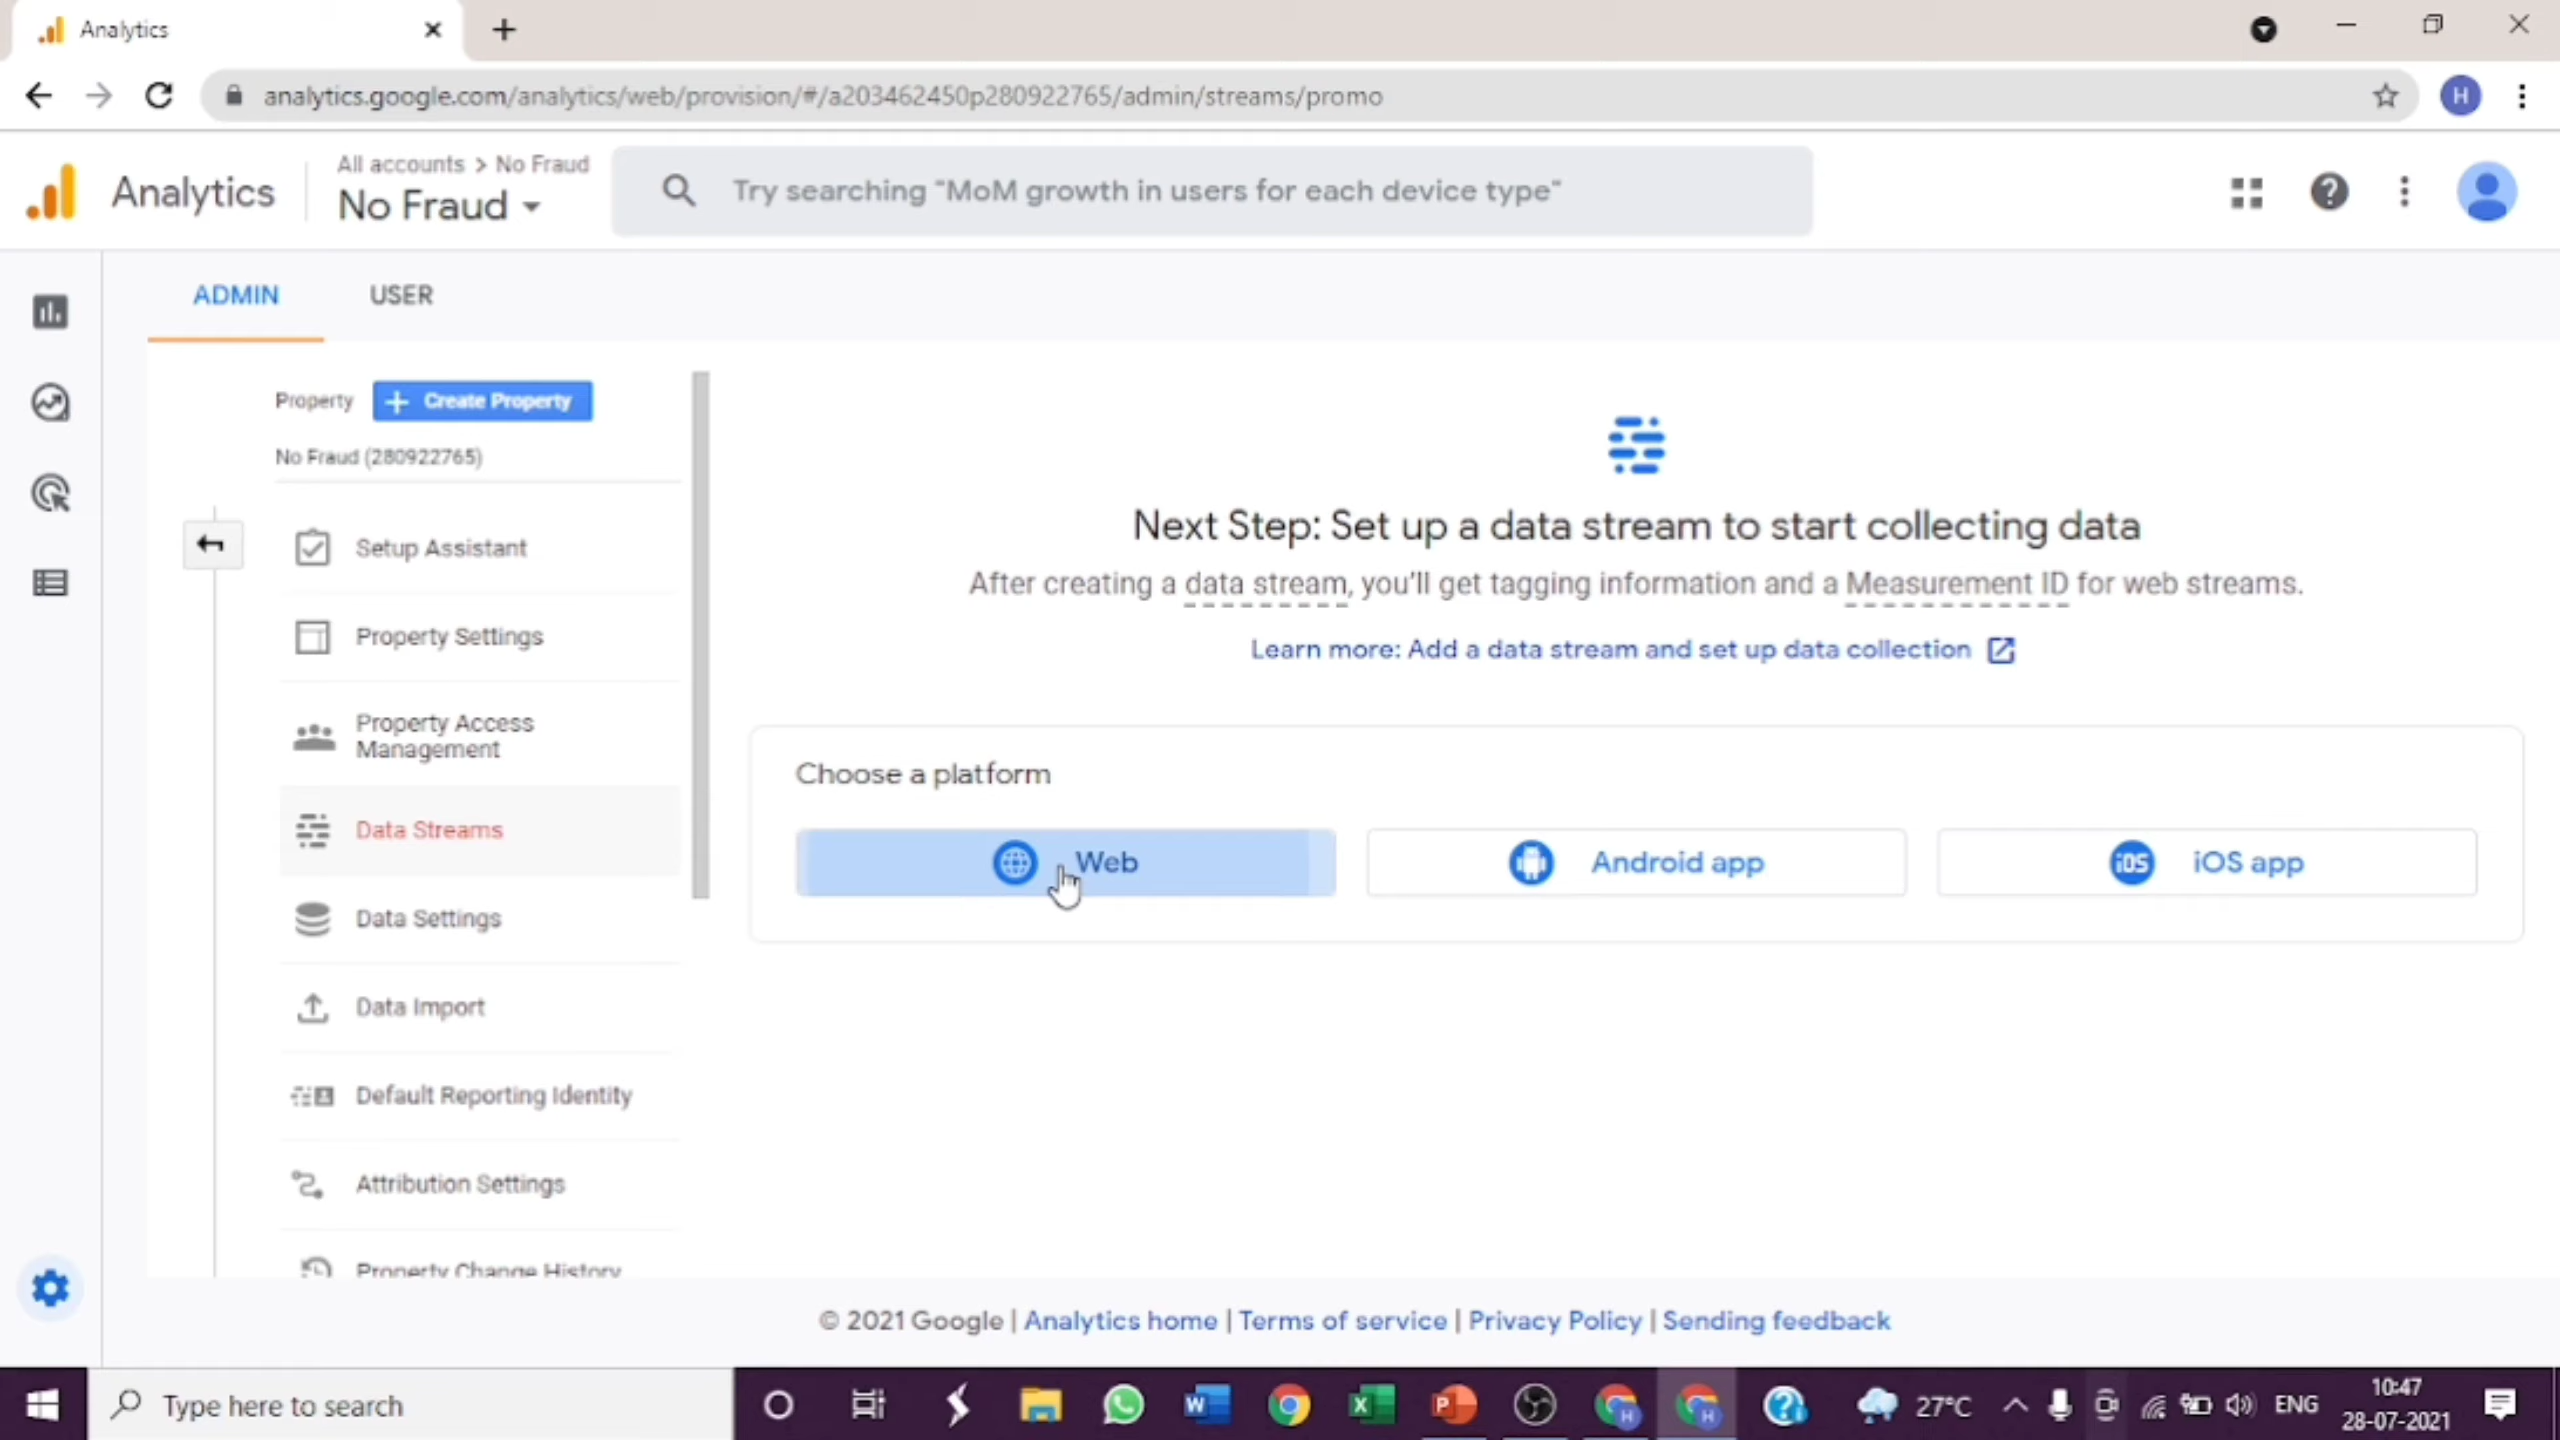 Analytics
analytics.google.com/analytics/web/provision/#/a203462450p280922765/admin/streams/promo
H
Analytics
All accounts > No Fraud
No Fraud
Try searching "MoM growth in users for each device type"
ADMIN
USER
Property
Create Property
No Fraud (280922765)
Setup Assistant
Property Settings
Property Access
Management
Data Streams
Data Settings
Data Import
Default Reporting Identity
Attribution Settings
Property Change History
Next Step: Set up a data stream to start collecting data
After creating a data stream, you'll get tagging information and a Measurement ID for web streams.
Learn more: Add a data stream and set up data collection
Choose a platform
Web
Android app
iOS iOS app
© 2021 Google | Analytics home | Terms of service | Privacy Policy | Sending feedback
Type here to search
W
X
P
H
H
27°C
ENG
10:47
28-07-2021